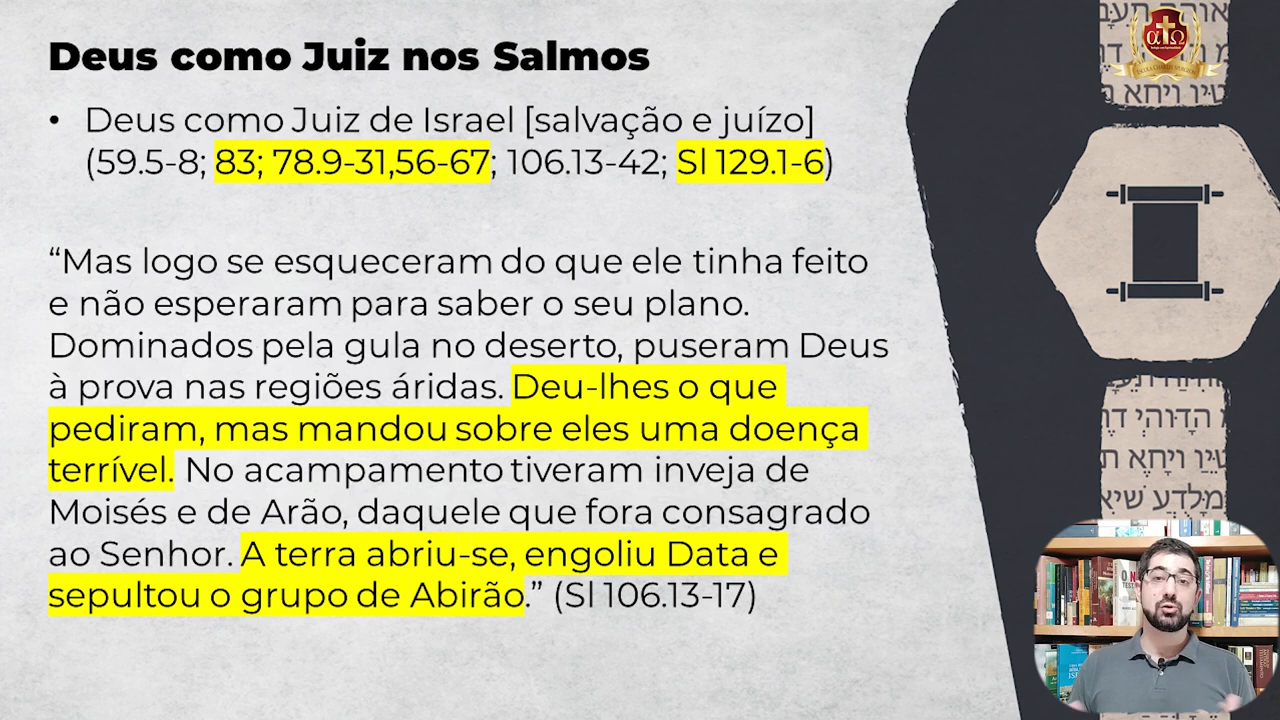 Deus como Juiz nos Salmos
• Deus como Juiz de Israel [salvação e juízo]
(59.5-8; 83; 78.9-31,56-67; 106.13-42; Sl 129.1-6)
“Mas logo se esqueceram do que ele tinha feito
e não esperaram para saber o seu plano.
Dominados pela gula no deserto, puseram Deus
à prova nas regiões áridas. Deu-lhes o que
pediram, mas mandou sobre eles uma doença
terrível. No acampamento tiveram inveja de
Moisés e de Arão, daquele que fora consagrado
ao Senhor. A terra abriu-se, engoliu Data e
sepultou o grupo de Abirão.” (Sl 106.13-17)
α Ω